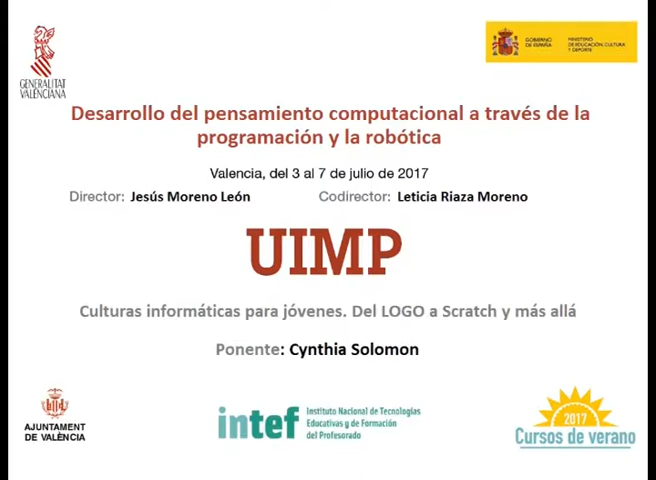 GENERALITAT
VALENCIANA
GOBIERNO
DE ESPAÑA
MINISTERIO
DE EDUCACIÓN, CULTURA
Y DEPORTE
Desarrollo del pensamiento computacional a través de la
programación y la robótica
Valencia, del 3 al 7 de julio de 2017
Director: Jesús Moreno León
Codirector: Leticia Riaza Moreno
UIMP
Culturas informáticas para jóvenes. Del LOGO a Scratch y más allá
Ponente: Cynthia Solomon
AJUNTAMENT
DE VALÈNCIA
intef
Instituto Nacional de Tecnologías
Educativas y de Formación
del Profesorado
2017
Cursos de verano